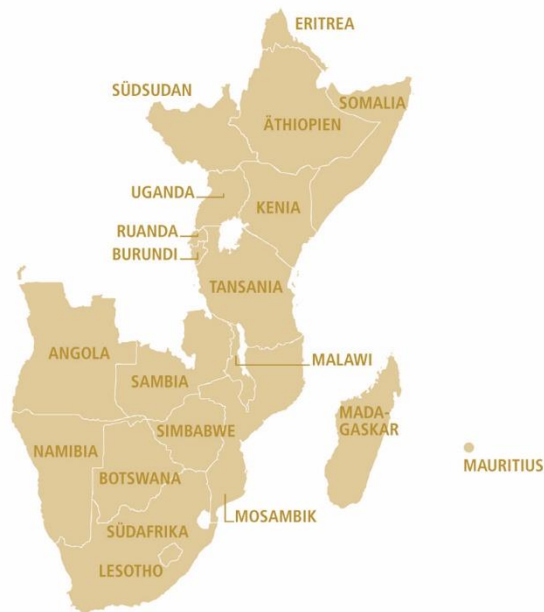 ERITREA
SÜDSUDAN
SOMALIA
ÄTHIOPIEN
UGANDA
KENIA
RUANDA
BURUNDI
TANSANIA
ANGOLA
MALAWI
SAMBIA
MADA-
GASKAR
SIMBABWE
NAMIBIA
MAURITIUS
BOTSWANA
MOSAMBIK
SÜDAFRIKA
LESOTHO